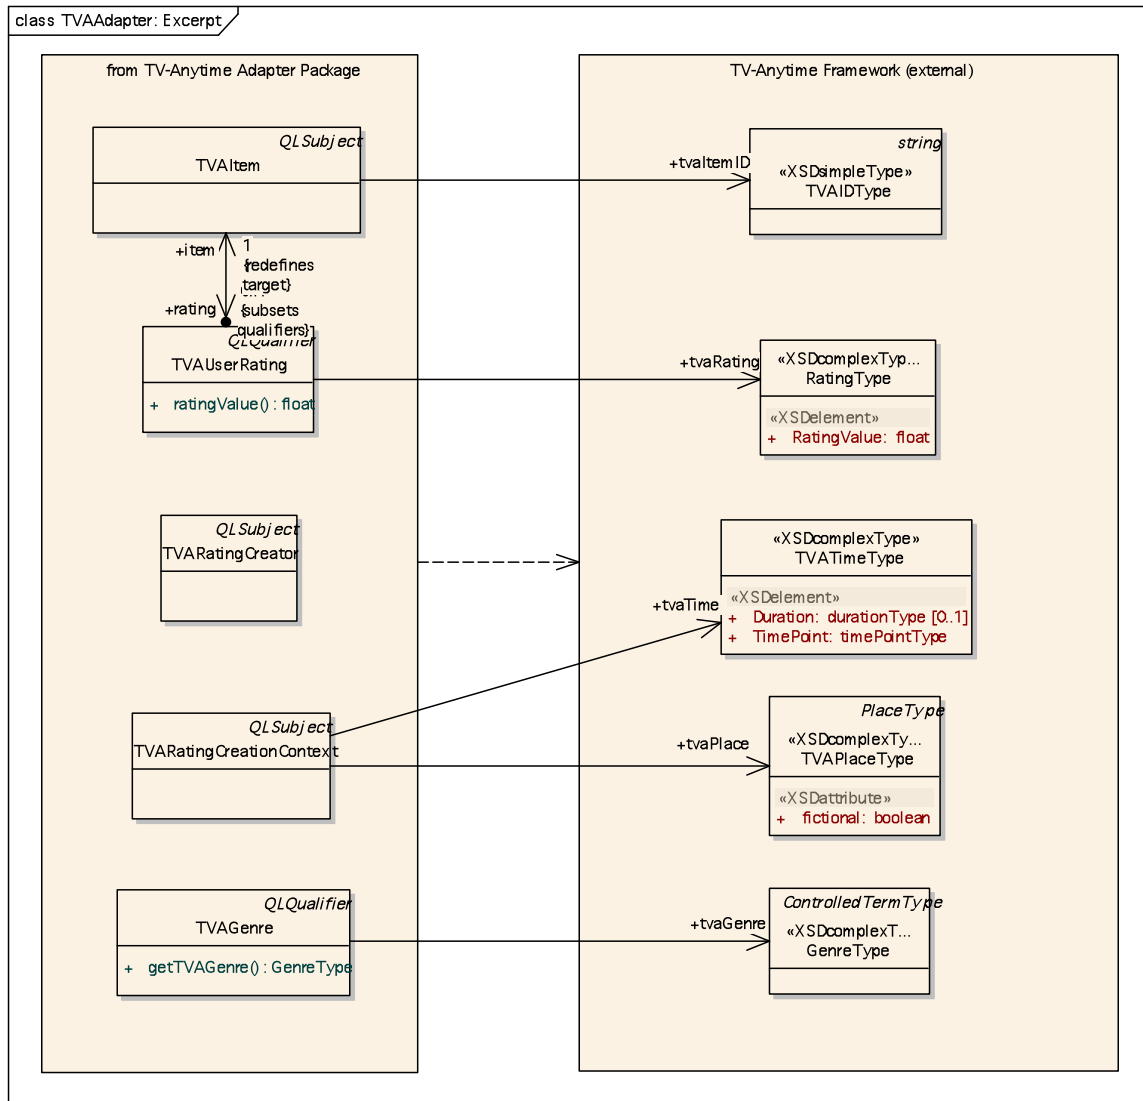 class TVAAdapter: Excerpt
from TV-Anytime Adapter Package
TV-Anytime Framework (external)
QLSubject
TVAItem
+tvaItemID
string
«XSDsimpleType»
TVAIDType
+item
1
{redefines
target}
+rating
{subsets
qualifiers}
QLQualifier
TVAUserRating
+ ratingValue() : float
+tvaRating
«XSDcomplexTyp...
RatingType
«XSDelement»
+ RatingValue: float
QLSubject
TVARatingCreator
«XSDcomplexType»
TVATimeType
«XSDelement»
+ Duration: durationType [0..1]
+ TimePoint: timePointType
+tvaTime
QLSubject
TVARatingCreationContext
+tvaPlace
PlaceType
«XSDcomplexTy...
TVAPlaceType
«XSDattribute»
+ fictional: boolean
QLQualifier
TVAGenre
+ getTVAGenre() : GenreType
+tvaGenre
ControlledTermType
«XSDcomplexT...
GenreType